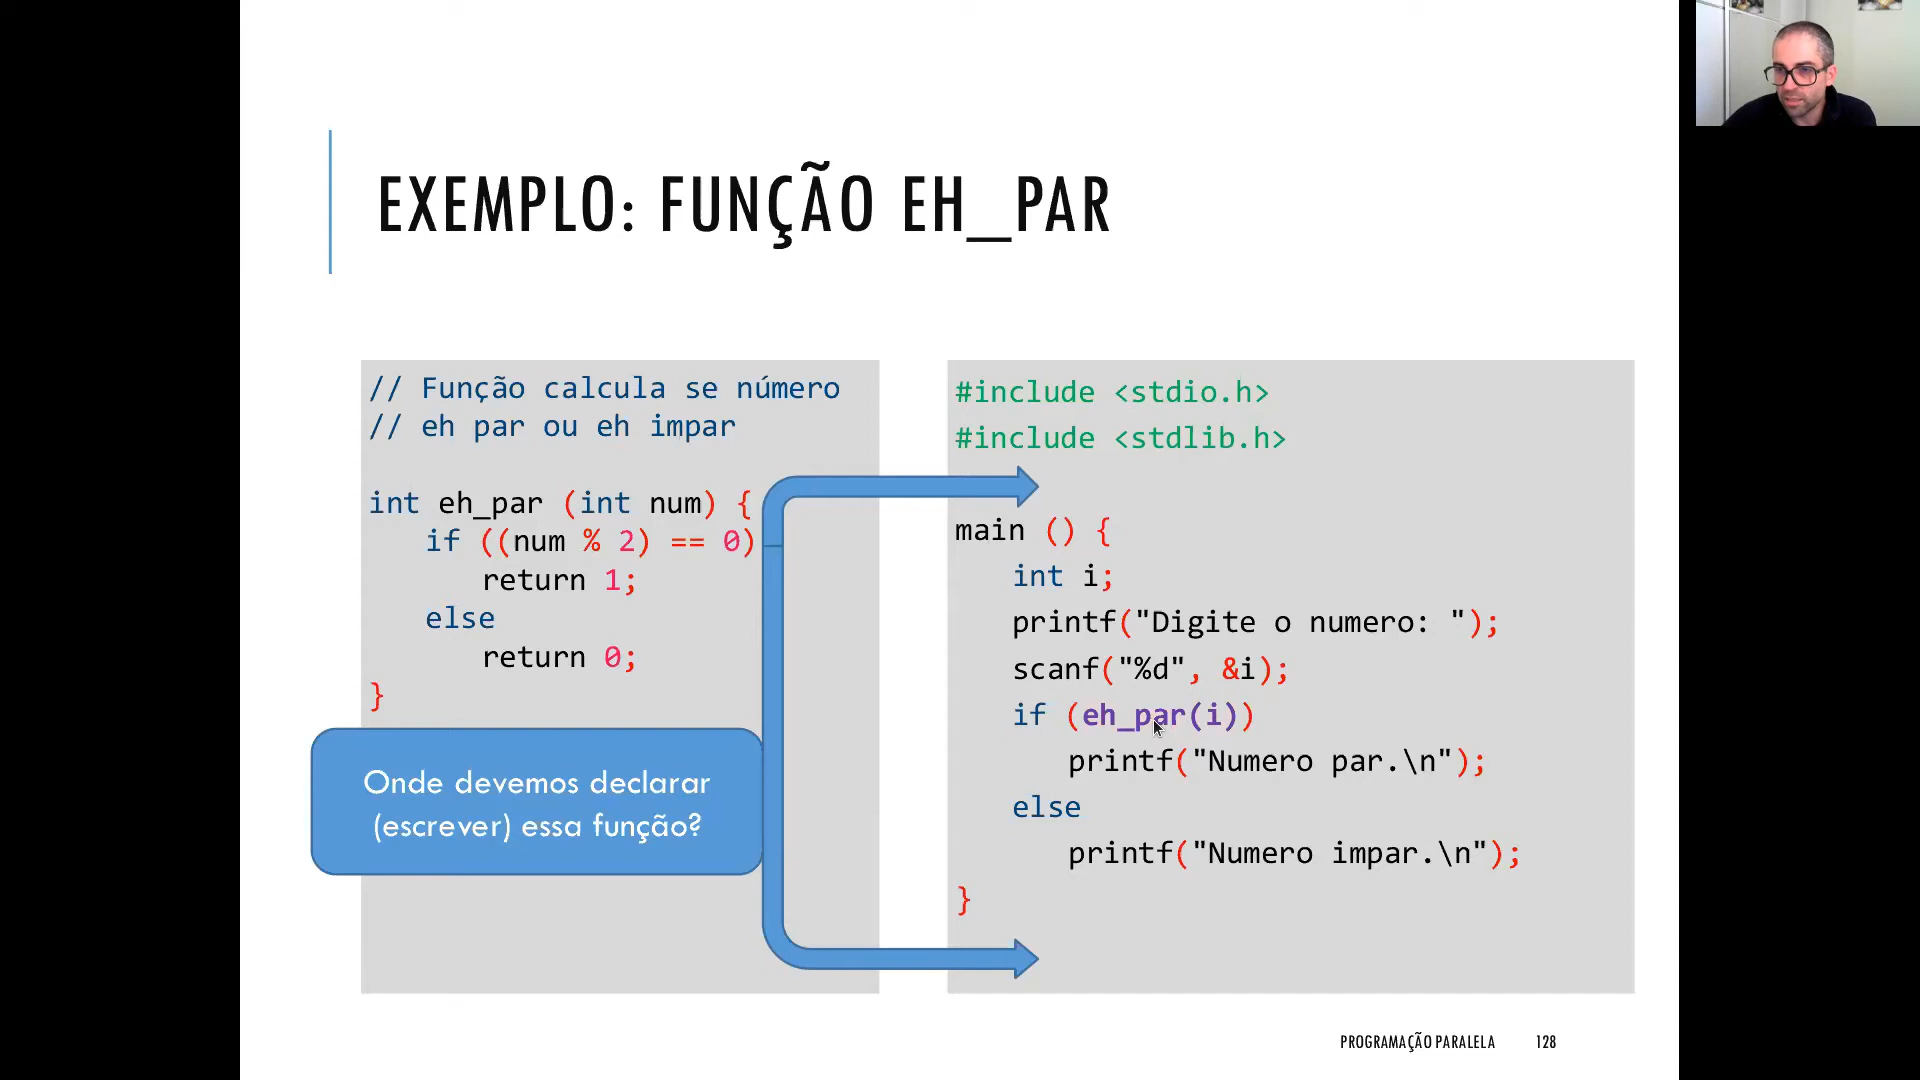 EXEMPLO: FUNÇÃO EH_PAR
// Função calcula se número
// eh par ou eh impar
int eh_par (int num) {
if ((num % 2) == 0)
return 1;
else
return 0;
}
Onde devemos declarar
(escrever) essa função?
#include <stdio.h>
#include <stdlib.h>
main () {
int i;
printf("Digite o numero: ");
scanf("%d", &i);
if (eh_par(i))
printf("Numero par.\n");
else
printf("Numero impar.\n");
}
PROGRAMAÇÃO PARALELA 128